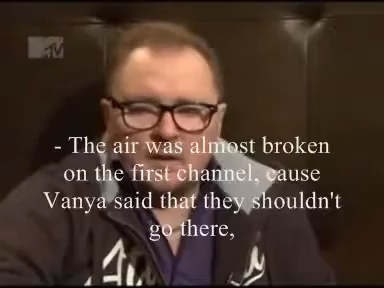 MTV
- The air was almost broken
on the first channel, cause
Vanya said that they shouldn't
go there,